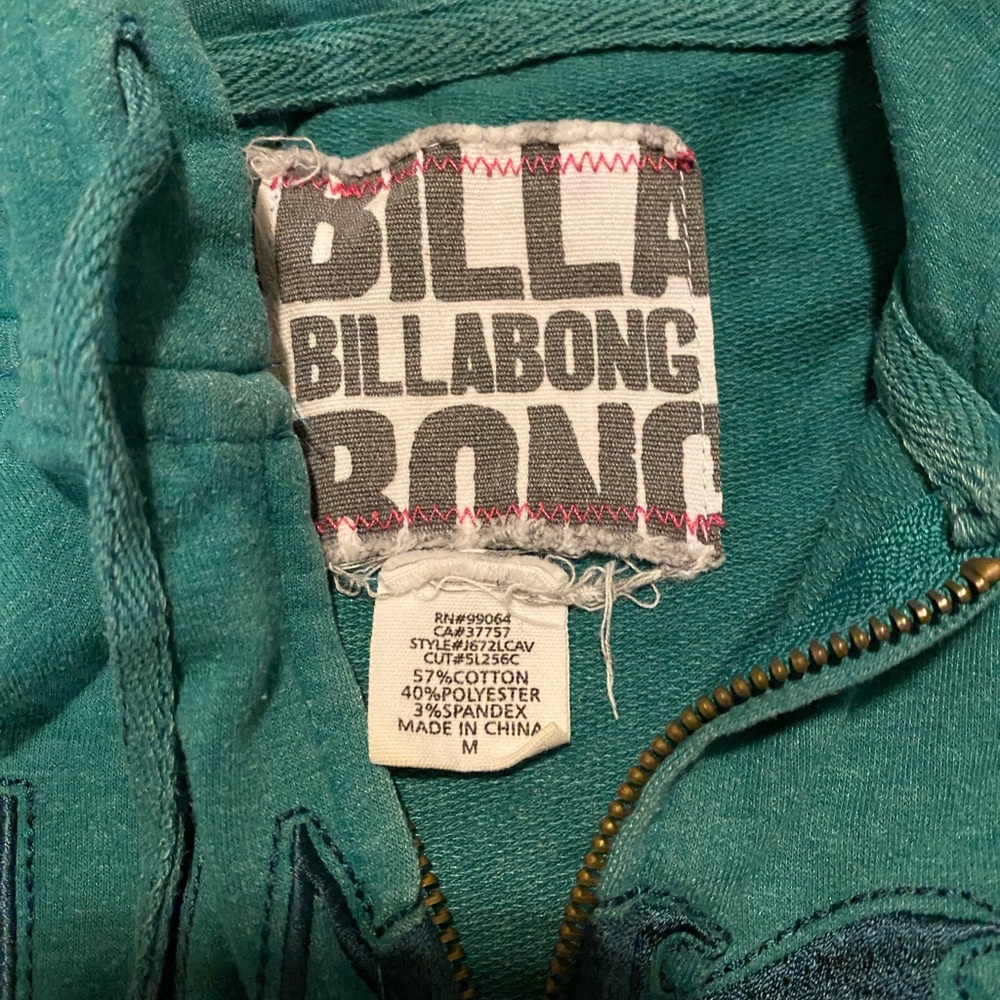 BILLA
BILLABONG
BONG
RN#99064
CA#37757
STYLE#J672LCAV
CUT#5L256C
57%COTTON
40%POLYESTER
3%SPANDEX
MADE IN CHINA
M